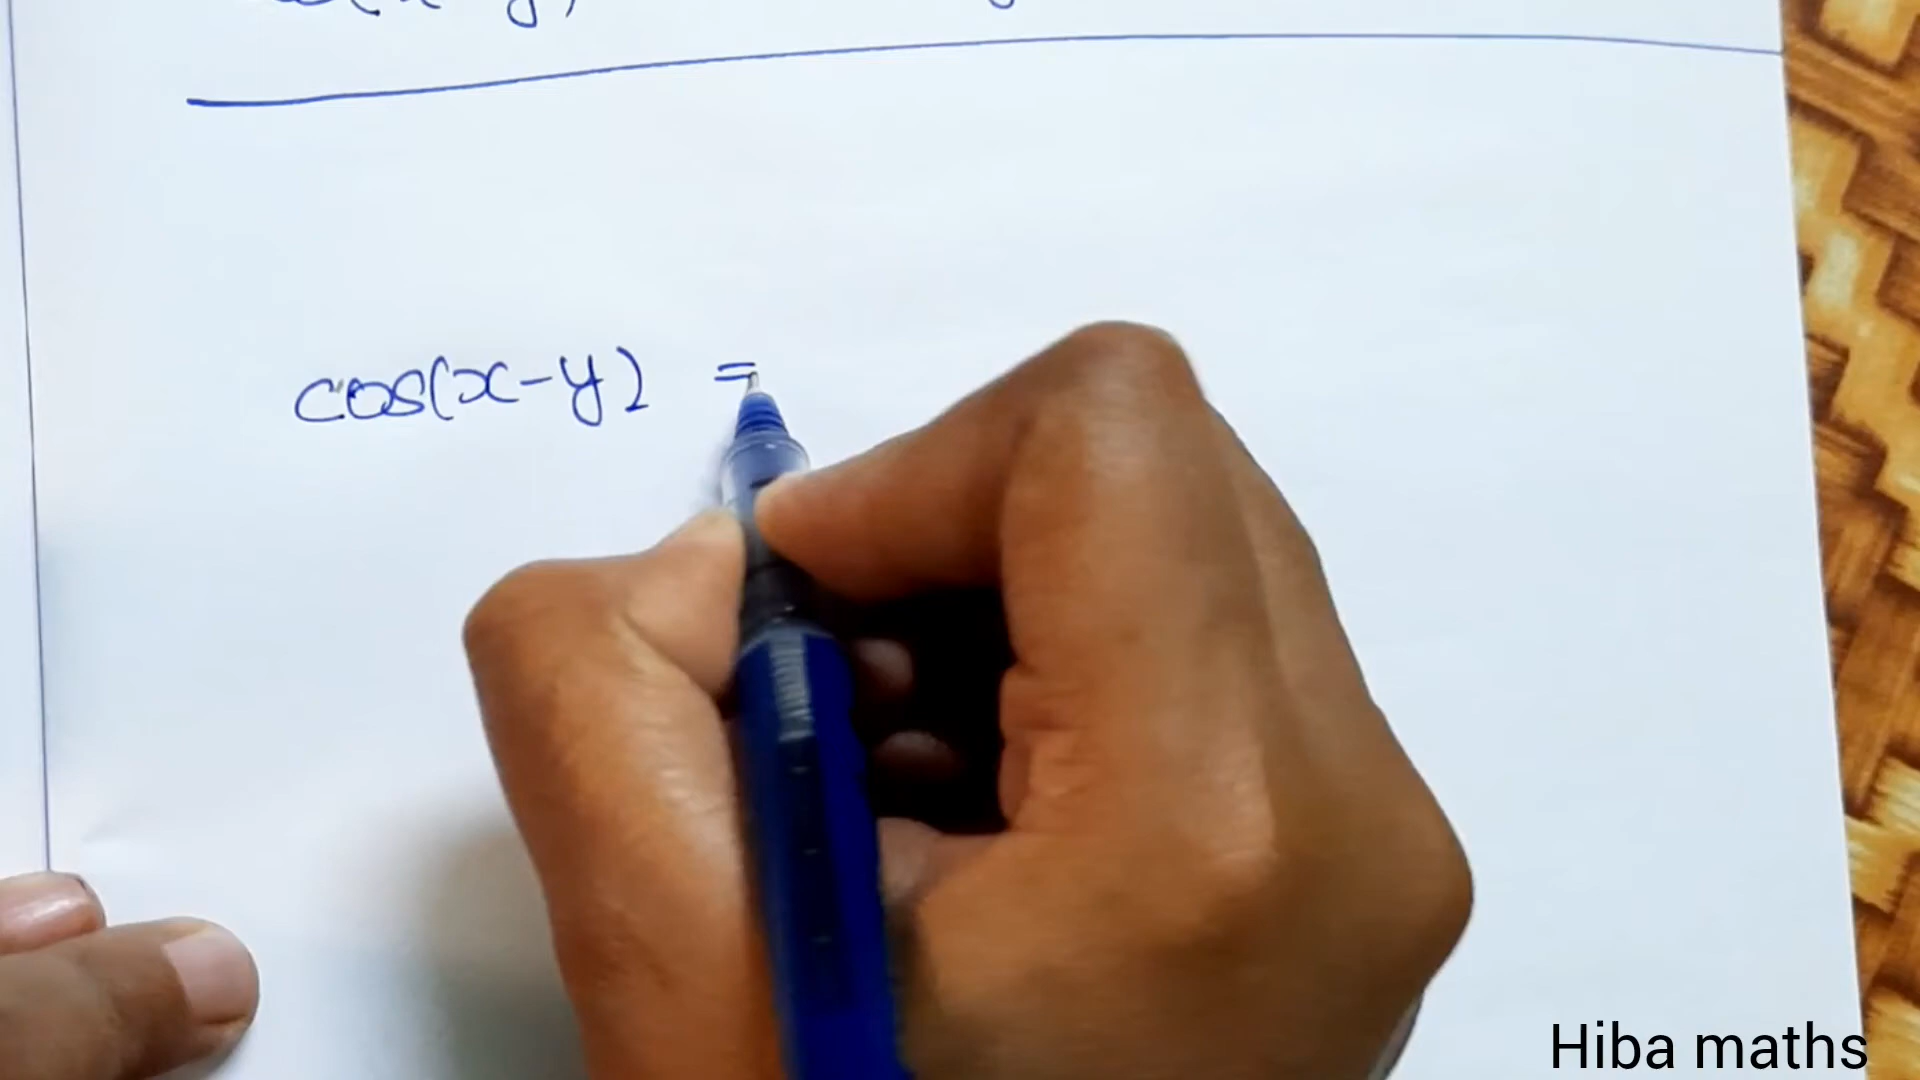 cos(x-y) =
Hiba maths